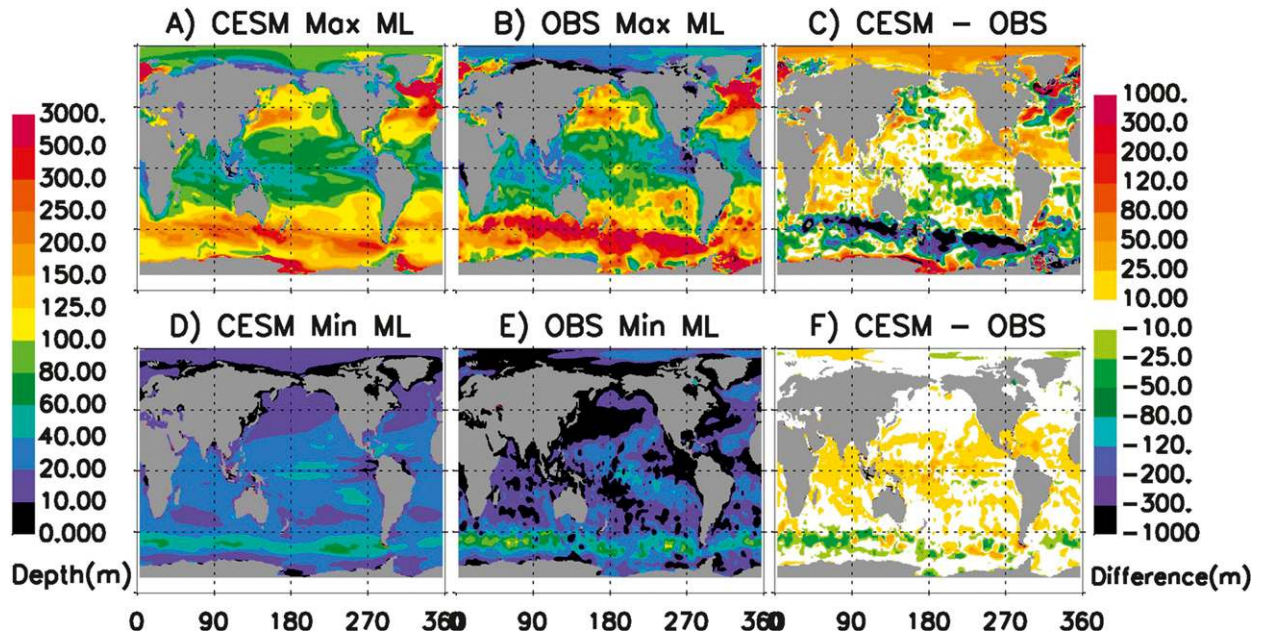 A) CESM Max ML
B) OBS Max ML
C) CESM - OBS
3000.
500.0
300.0
250.0
200.0
150.0
125.0
100.0
80.00
60.00
40.00
20.00
10.00
0.000
Depth(m)
1000.
300.0
200.0
120.0
80.00
50.00
25.00
10.00
-10.0
-25.0
-50.0
-80.0
-120.
-200.
-300.
-1000
Difference(m)
D) CESM Min ML
E) OBS Min ML
F) CESM - OBS
0 90 180 270 360
0 90 180 270 360
0 90 180 270 360